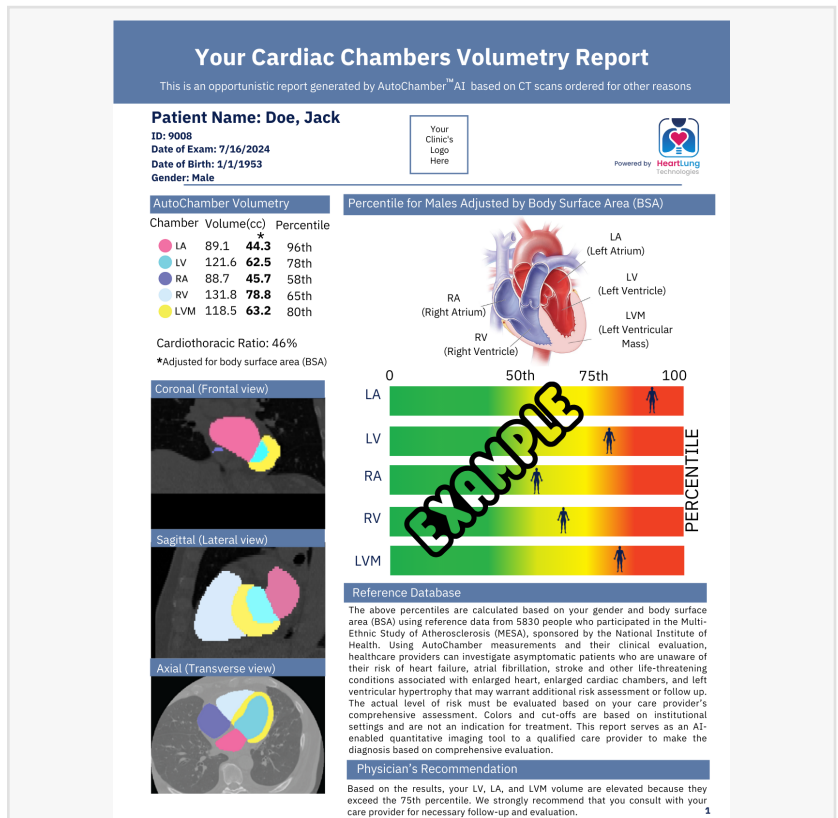 Your Cardiac Chambers Volumetry Report
This is an opportunistic report generated by AutoChamber™AI based on CT scans ordered for other reasons
Patient Name: Doe, Jack
ID: 9008
Date of Exam: 7/16/2024
Date of Birth: 1/1/1953
Gender: Male
Your
Clinic's
Logo
Here
Powered by HeartLung
Technologies
AutoChamber Volumetry
Chamber Volume(cc) Percentile
*
LA 89.1 44.3 96th
LV 121.6 62.5 78th
RA 88.7 45.7 58th
RV 131.8 78.8 65th
LVM 118.5 63.2 80th
Cardiothoracic Ratio: 46%
*Adjusted for body surface area (BSA)
Coronal (Frontal view)
Sagittal (Lateral view)
Axial (Transverse view)
Percentile for Males Adjusted by Body Surface Area (BSA)
LA
(Left Atrium)
LV
(Left Ventricle)
RA
(Right Atrium)
LVM
(Left Ventricular
Mass)
RV
(Right Ventricle)
0 50th 75th 100
LA
LV
RA
RV
LVM
PERCENTILE
EXAMPLE
Reference Database
The above percentiles are calculated based on your gender and body surface
area (BSA) using reference data from 5830 people who participated in the Multi-
Ethnic Study of Atherosclerosis (MESA), sponsored by the National Institute of
Health. Using AutoChamber measurements and their clinical evaluation,
healthcare providers can investigate asymptomatic patients who are unaware of
their risk of heart failure, atrial fibrillation, stroke and other life-threatening
conditions associated with enlarged heart, enlarged cardiac chambers, and left
ventricular hypertrophy that may warrant additional risk assessment or follow up.
The actual level of risk must be evaluated based on your care provider's
comprehensive assessment. Colors and cut-offs are based on institutional
settings and are not an indication for treatment. This report serves as an AI-
enabled quantitative imaging tool to a qualified care provider to make the
diagnosis based on comprehensive evaluation.
Physician's Recommendation
Based on the results, your LV, LA, and LVM volume are elevated because they
exceed the 75th percentile. We strongly recommend that you consult with your
care provider for necessary follow-up and evaluation.
1